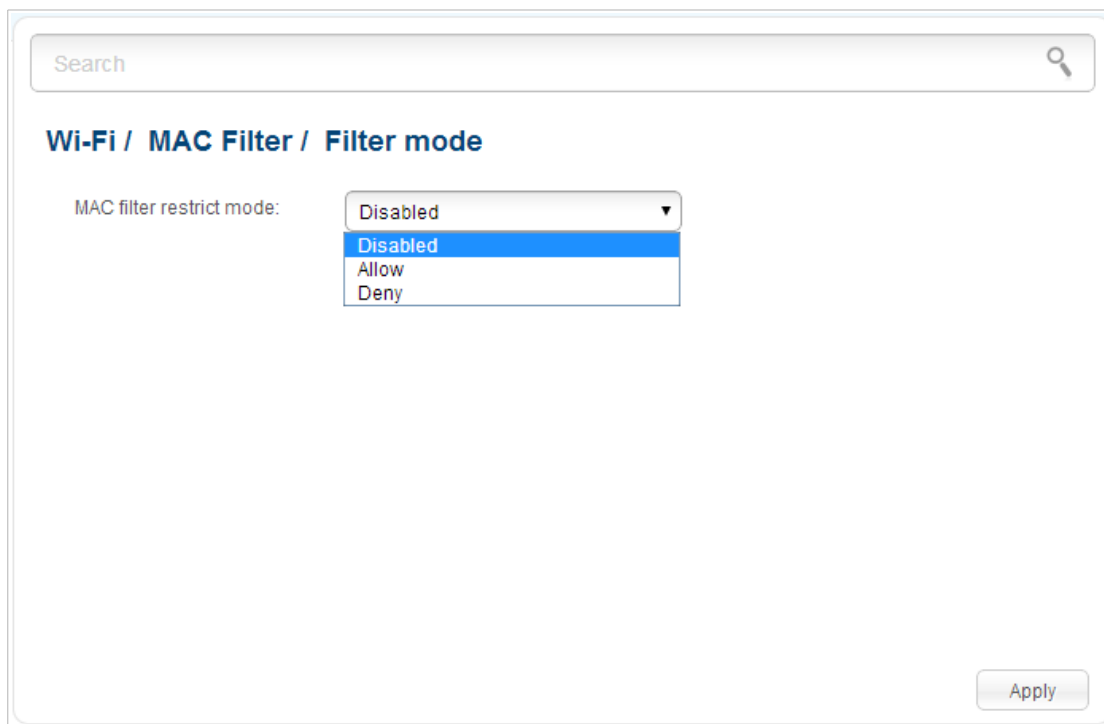 Search
Wi-Fi / MAC Filter / Filter mode
MAC filter restrict mode: Disabled
Disabled
Allow
Deny
Apply